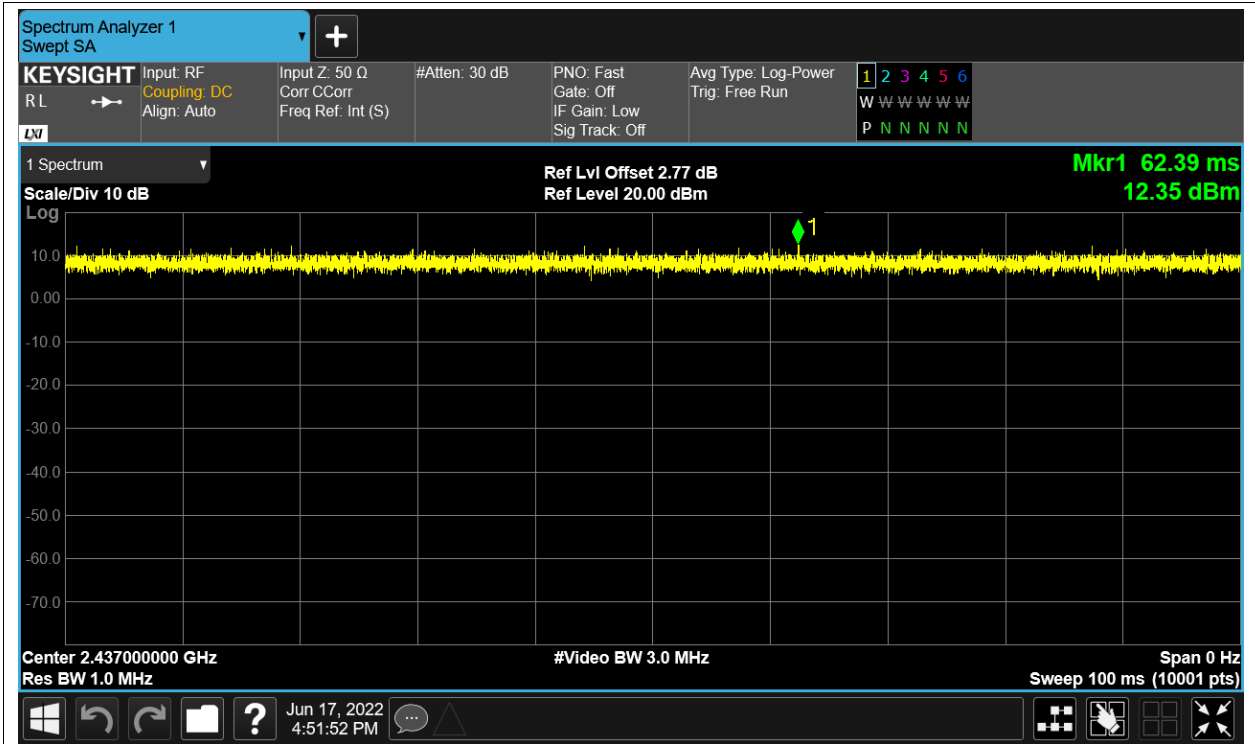 Spectrum Analyzer 1
Swept SA
KEYSIGHT
R L
LXI
Input: RF
Coupling: DC
Align: Auto
Input Z: 50 Ω
Corr CCorr
Freq Ref: Int (S)
#Atten: 30 dB
PNO: Fast
Gate: Off
IF Gain: Low
Sig Track: Off
Avg Type: Log-Power
Trig: Free Run
1 2 3 4 5 6
W W W W W W
P N N N N N
1 Spectrum
Scale/Div 10 dB
Log
Ref Lvl Offset 2.77 dB
Ref Level 20.00 dBm
Mkr1 62.39 ms
12.35 dBm
1
10.0
0.00
-10.0
-20.0
-30.0
-40.0
-50.0
-60.0
-70.0
Center 2.437000000 GHz
Res BW 1.0 MHz
#Video BW 3.0 MHz
Span 0 Hz
Sweep 100 ms (10001 pts)
?
Jun 17, 2022
4:51:52 PM